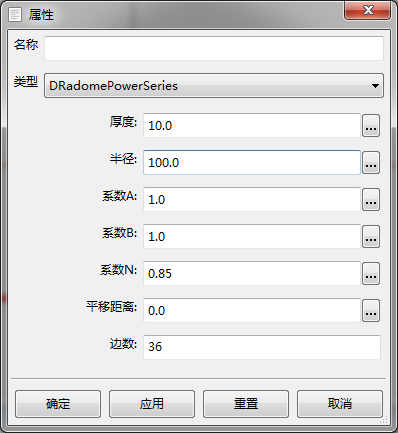 属性
名称
类型 DRadomePowerSeries
厚度: 10.0 ...
半径: 100.0 ...
系数A: 1.0 ...
系数B: 1.0 ...
系数N: 0.85 ...
平移距离: 0.0 ...
边数: 36
确定 应用 重置 取消